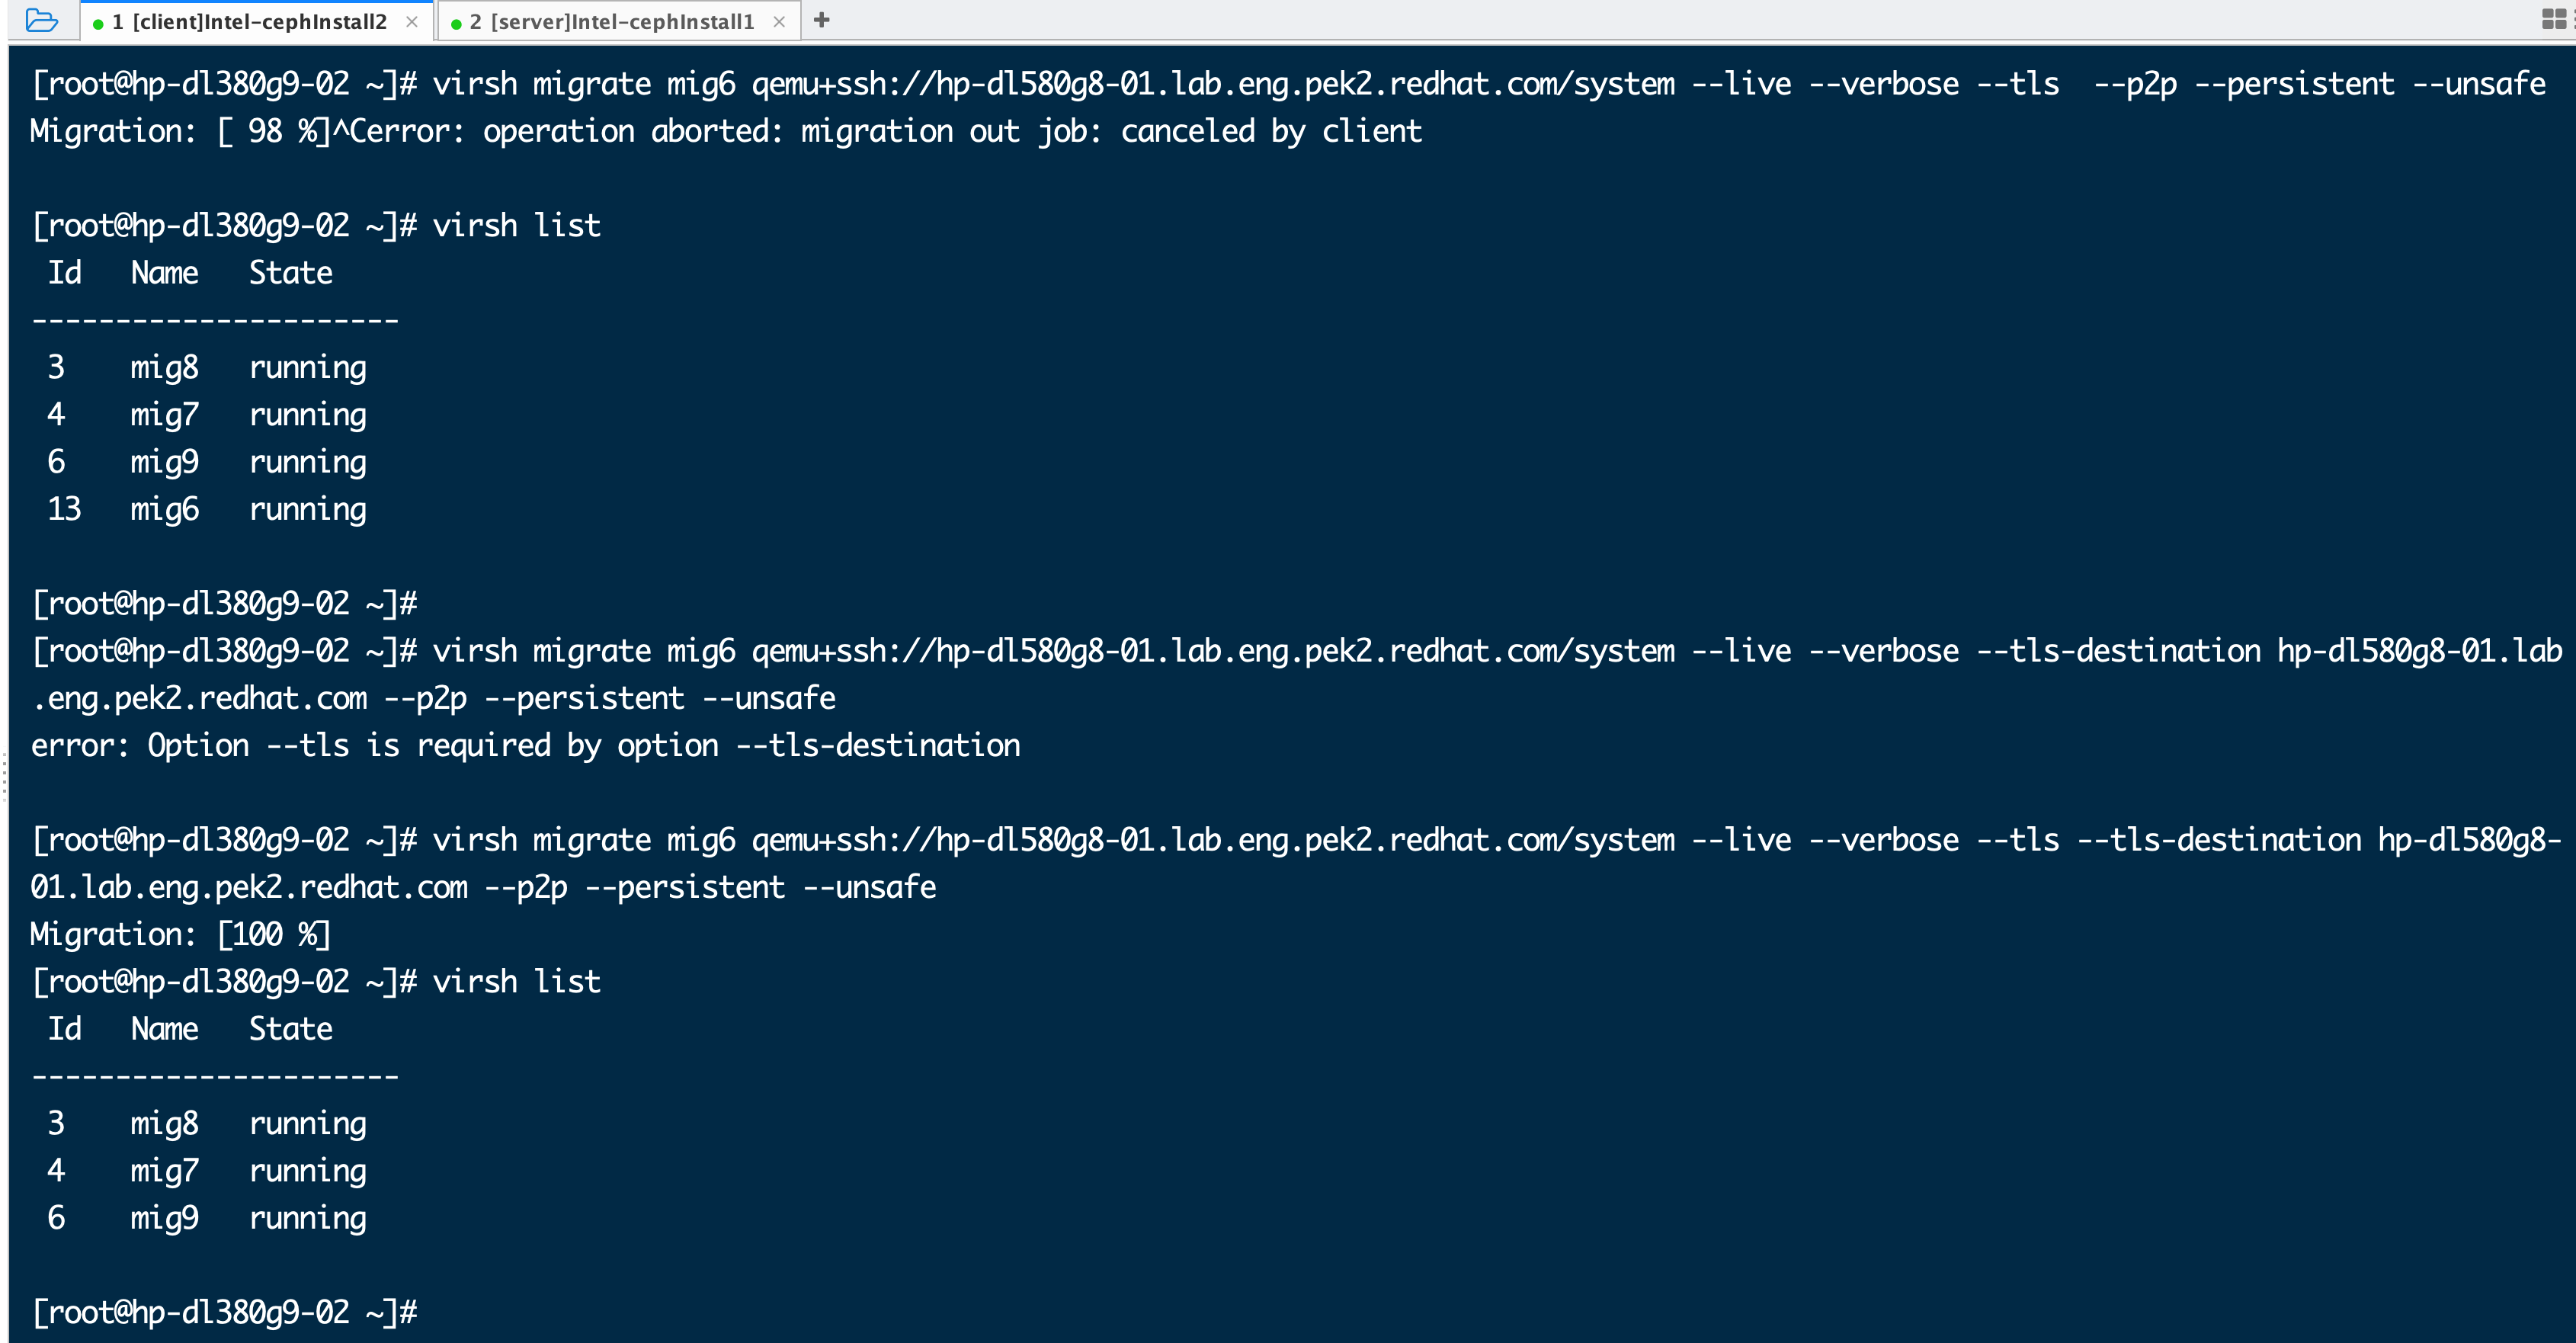 1 [client]Intel-cephInstall2 × 2 [server]Intel-cephInstall1 × +
[root@hp-dl380g9-02 ~]# virsh migrate mig6 qemu+ssh://hp-dl580g8-01.lab.eng.pek2.redhat.com/system --live --verbose --tls  --p2p --persistent --unsafe
Migration: [ 98 %]^Cerror: operation aborted: migration out job: canceled by client
[root@hp-dl380g9-02 ~]# virsh list
 Id   Name   State
----------------------
 3    mig8   running
 4    mig7   running
 6    mig9   running
 13   mig6   running
[root@hp-dl380g9-02 ~]#
[root@hp-dl380g9-02 ~]# virsh migrate mig6 qemu+ssh://hp-dl580g8-01.lab.eng.pek2.redhat.com/system --live --verbose --tls-destination hp-dl580g8-01.lab
.eng.pek2.redhat.com --p2p --persistent --unsafe
error: Option --tls is required by option --tls-destination
[root@hp-dl380g9-02 ~]# virsh migrate mig6 qemu+ssh://hp-dl580g8-01.lab.eng.pek2.redhat.com/system --live --verbose --tls --tls-destination hp-dl580g8-
01.lab.eng.pek2.redhat.com --p2p --persistent --unsafe
Migration: [100 %]
[root@hp-dl380g9-02 ~]# virsh list
 Id   Name   State
----------------------
 3    mig8   running
 4    mig7   running
 6    mig9   running
[root@hp-dl380g9-02 ~]#